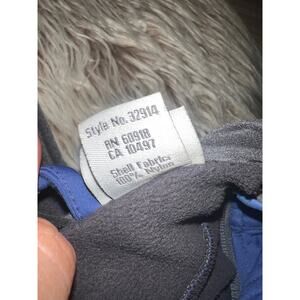 Style No. 32914
RN 60918
CA 10497
Shell Fabric:
100% Nylon